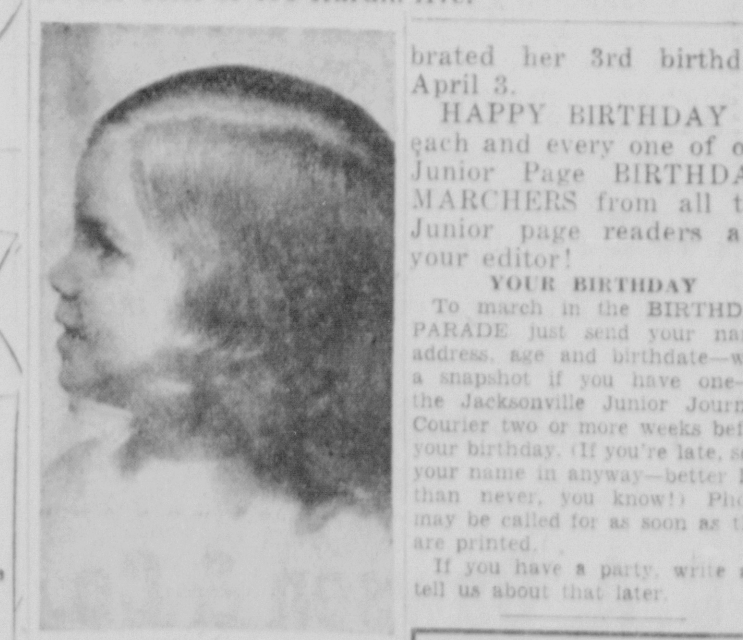 brated her 3rd birthd
April 3.
HAPPY BIRTHDAY
each and every one of o
Junior Page BIRTHDA
MARCHERS from all t
Junior page readers a
your editor!
YOUR BIRTHDAY
To march in the BIRTHD
PARADE just send your na
address, age and birthdate—w
a snapshot if you have one—
the Jacksonville Junior Journ
Courier two or more weeks bef
your birthday. (If you're late, s
your name in anyway—better l
than never, you know!) Pho
may be called for as soon as t
are printed.
If you have a party, write a
tell us about that later.